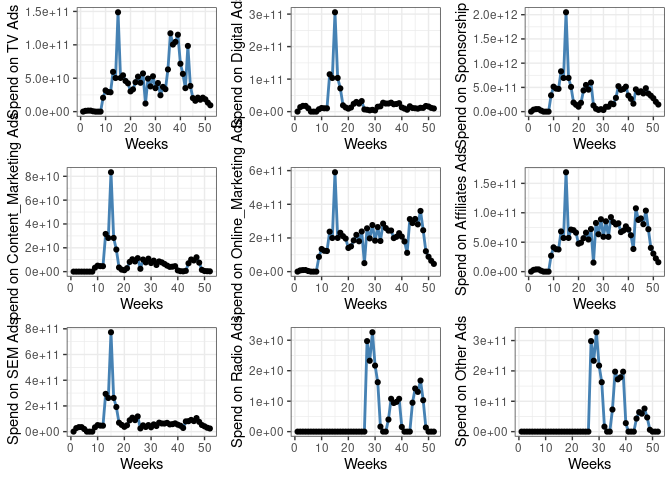 Spend on TV Ads
1.5e+11
1.0e+11
5.0e+10
0.0e+00
0 10 20 30 40 50
Weeks
Spend on Digital Ads
3e+11
2e+11
1e+11
0e+00
0 10 20 30 40 50
Weeks
Spend on Sponsorship
2.0e+12
1.5e+12
1.0e+12
5.0e+11
0.0e+00
0 10 20 30 40 50
Weeks
Spend on Content_Marketing Ads
8e+10
6e+10
4e+10
2e+10
0e+00
0 10 20 30 40 50
Weeks
Spend on Online_Marketing Ads
6e+11
4e+11
2e+11
0e+00
0 10 20 30 40 50
Weeks
Spend on Affiliates Ads
1.5e+11
1.0e+11
5.0e+10
0.0e+00
0 10 20 30 40 50
Weeks
Spend on SEM Ads
8e+11
6e+11
4e+11
2e+11
0e+00
0 10 20 30 40 50
Weeks
Spend on Radio Ads
3e+10
2e+10
1e+10
0e+00
0 10 20 30 40 50
Weeks
Spend on Other Ads
3e+11
2e+11
1e+11
0e+00
0 10 20 30 40 50
Weeks